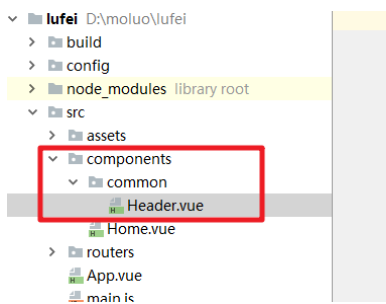 lufei D:\moluo\lufei
build
config
node_modules library root
src
assets
components
common
Header.vue
Home.vue
routers
App.vue
main.js